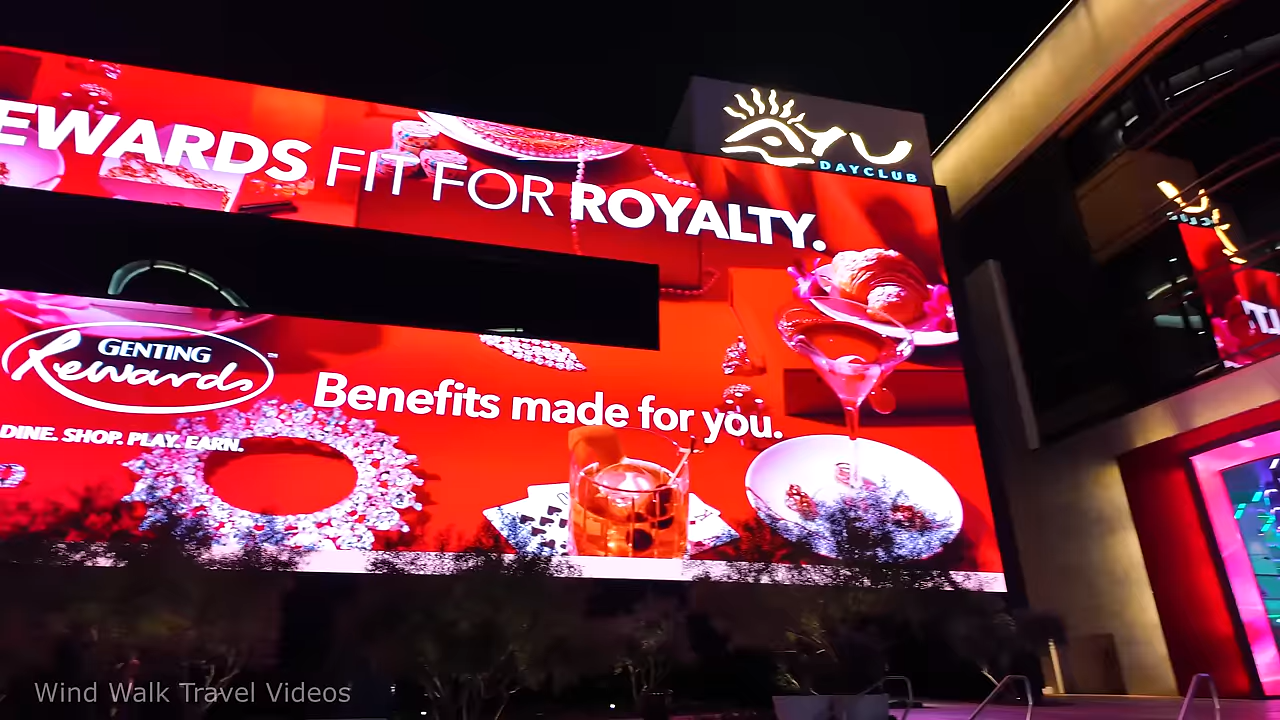 EWARDS FIT FOR ROYALTY.
AYU
DAYCLUB
GENTING
Rewards
™
Benefits made for you.
DINE. SHOP. PLAY. EARN.
Wind Walk Travel Videos